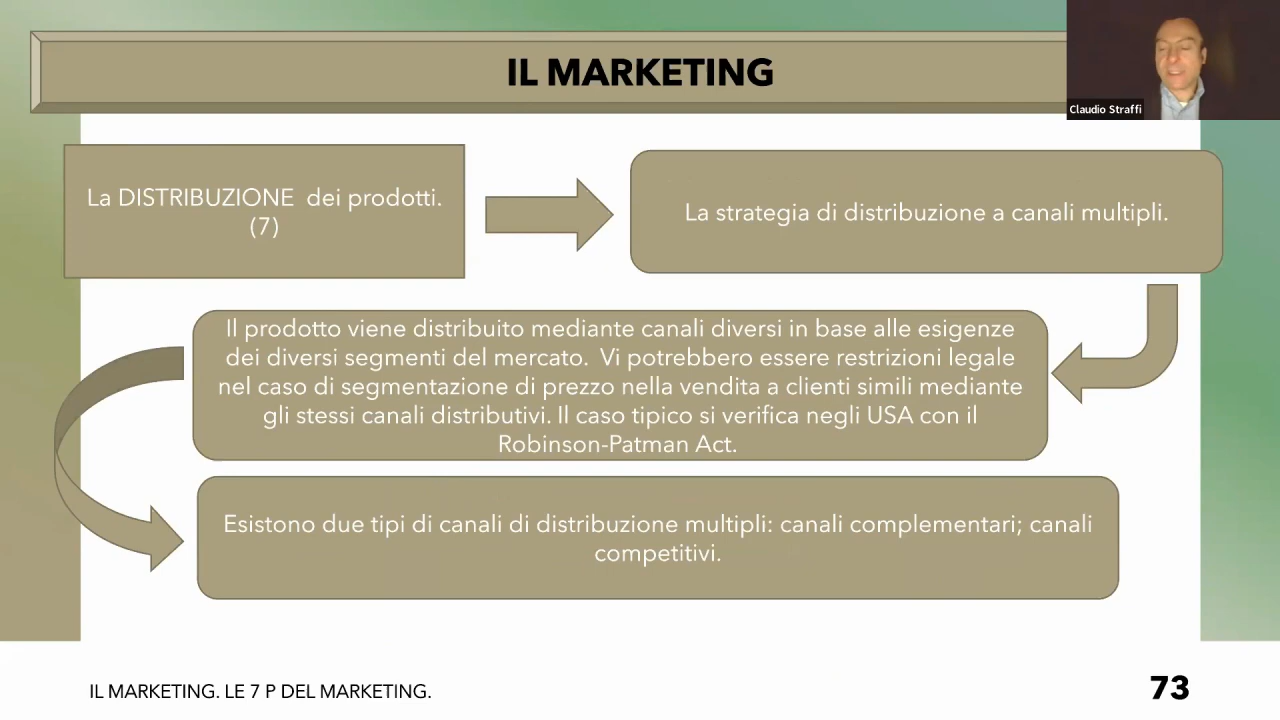 IL MARKETING
Claudio Straffi
La DISTRIBUZIONE dei prodotti.
(7)
La strategia di distribuzione a canali multipli.
Il prodotto viene distribuito mediante canali diversi in base alle esigenze
dei diversi segmenti del mercato. Vi potrebbero essere restrizioni legale
nel caso di segmentazione di prezzo nella vendita a clienti simili mediante
gli stessi canali distributivi. Il caso tipico si verifica negli USA con il
Robinson-Patman Act.
Esistono due tipi di canali di distribuzione multipli: canali complementari; canali
competitivi.
IL MARKETING. LE 7 P DEL MARKETING.
73